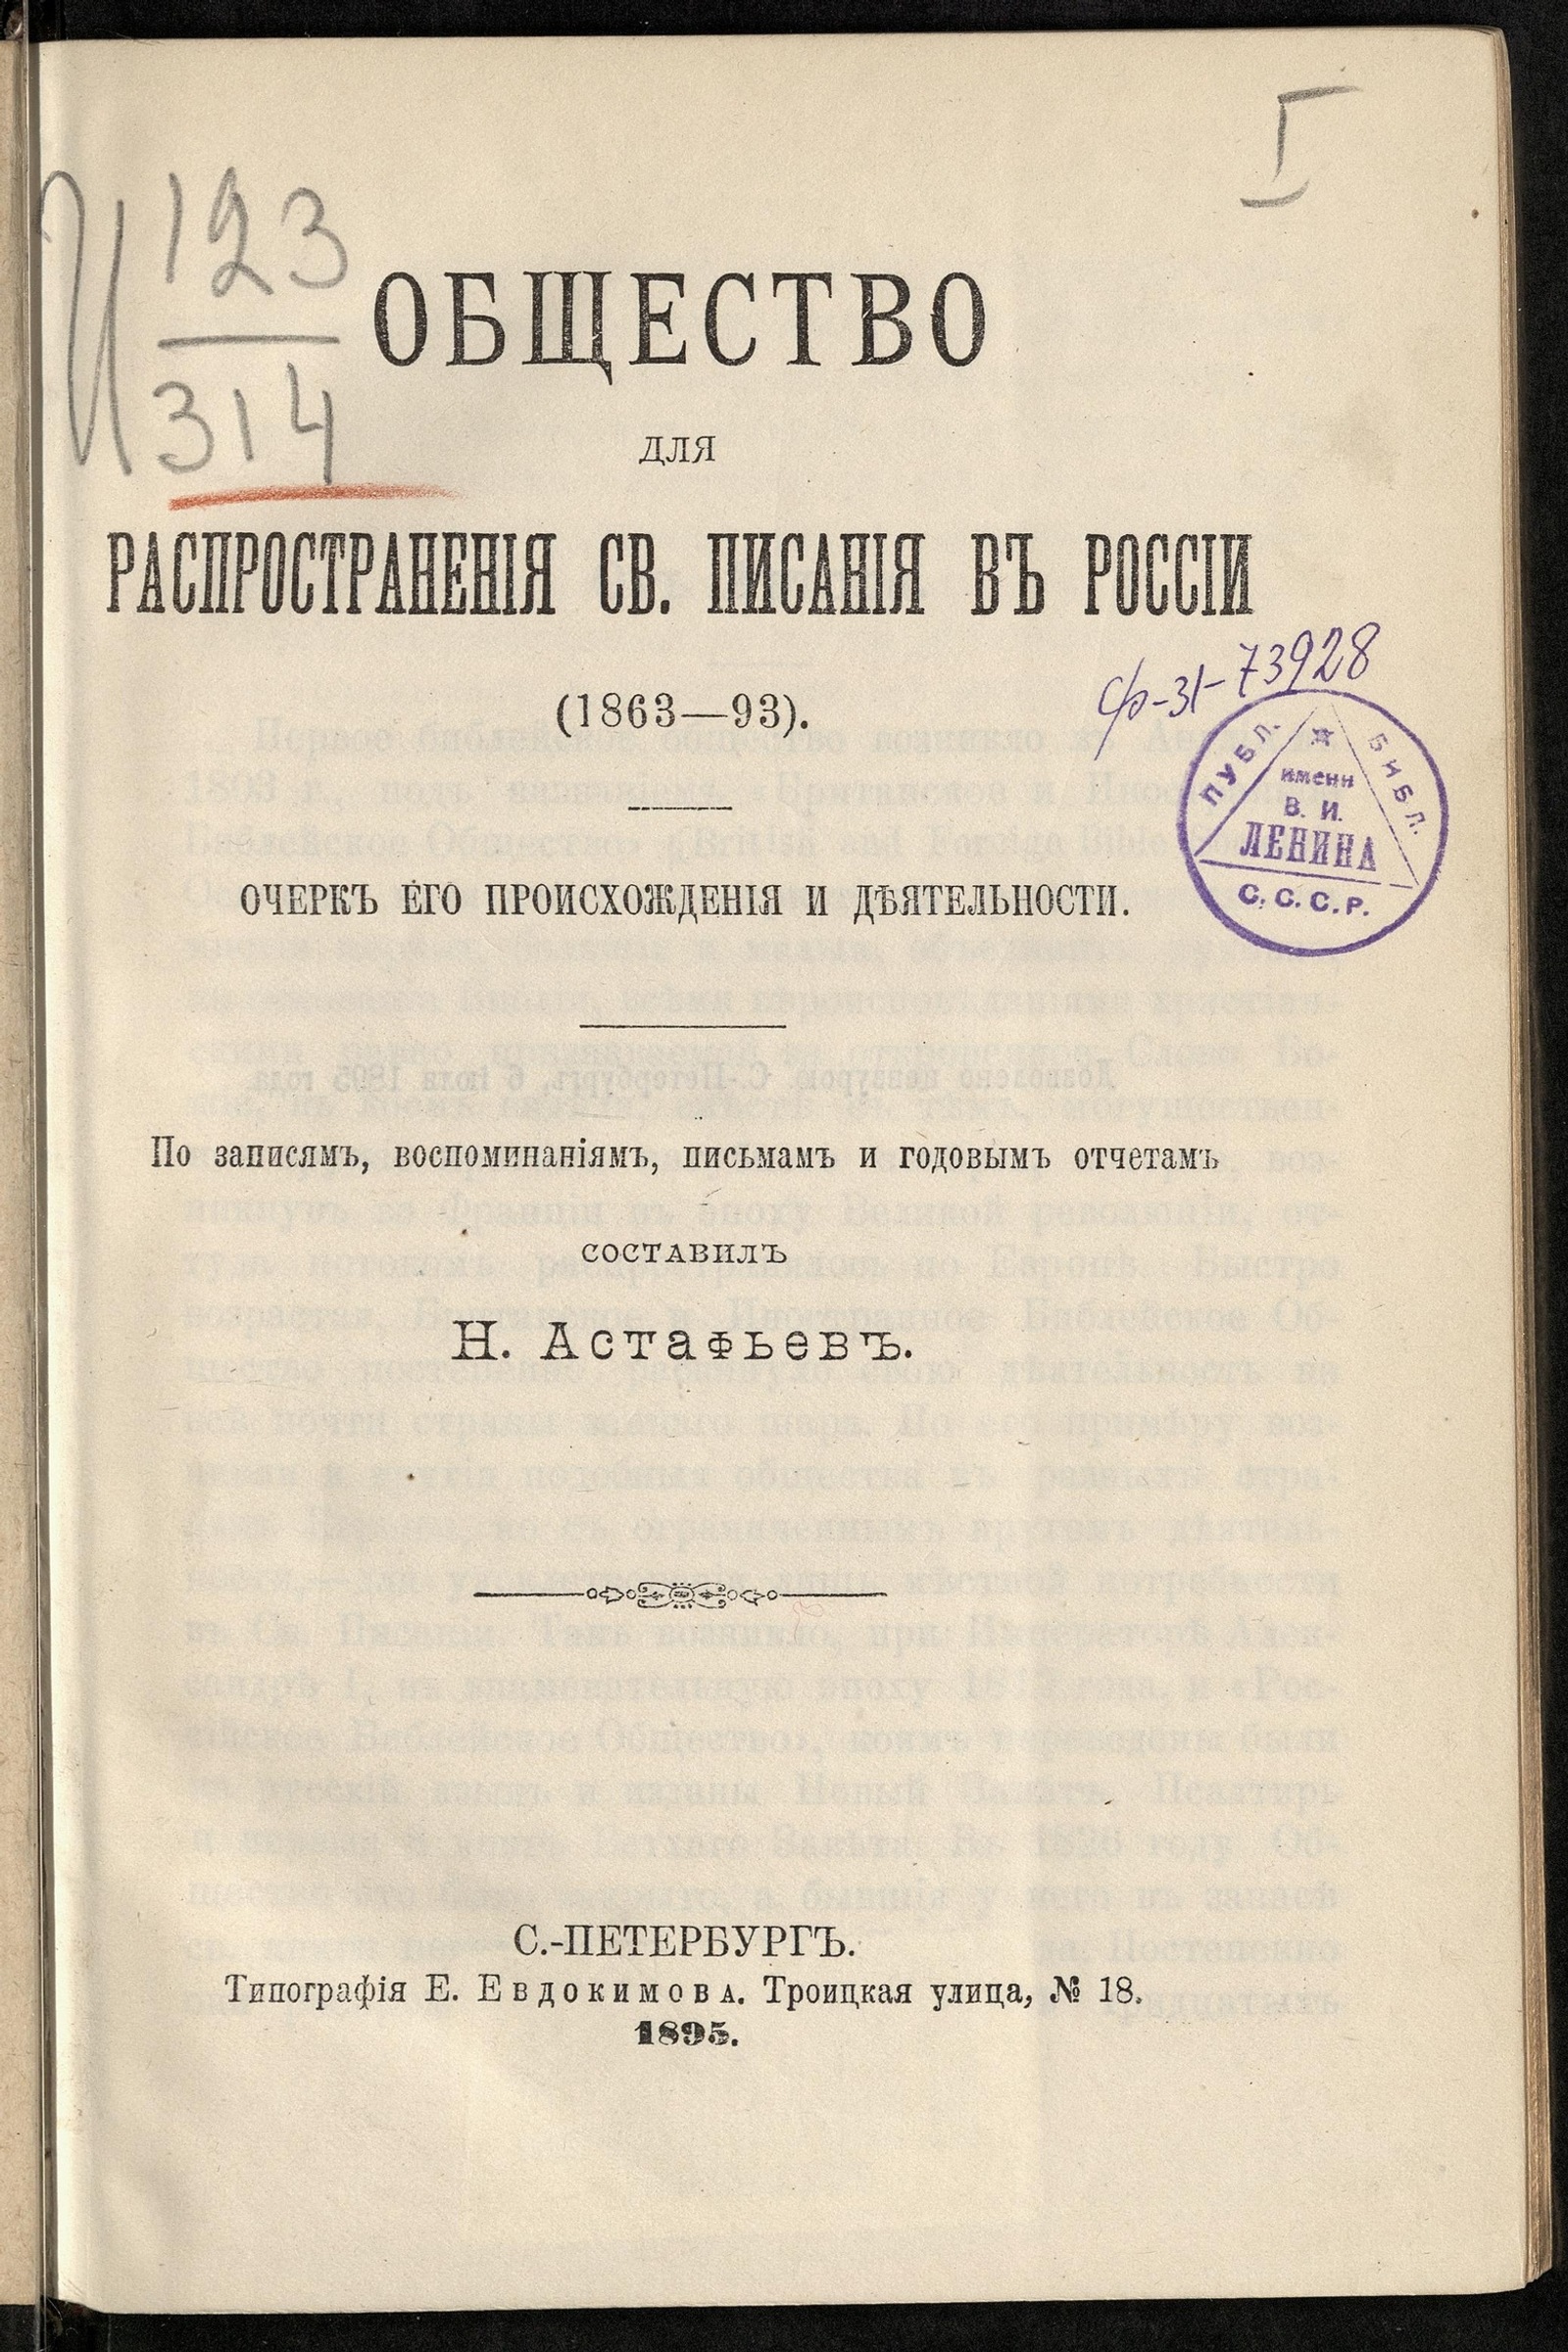 I
И 123
314
ОБЩЕСТВО
ДЛЯ
РАСПРОСТРАНЕНІЯ СВ. ПИСАНІЯ ВЪ РОССІИ
(1863—93).
Ф-31-73928
ПУБЛ. БИБЛ.
имени
В. И.
ЛЕНИНА
С. С. С. Р.
ОЧЕРКЪ ЕГО ПРОИСХОЖДЕНІЯ И ДѢЯТЕЛЬНОСТИ.
Дозволено цензурою. С.-Петербургъ, 6 іюля 1895 года.
По записямъ, воспоминаніямъ, письмамъ и годовымъ отчетамъ
СОСТАВИЛЪ
Н. Астафьевъ.
С.-ПЕТЕРБУРГЪ.
Типографія Е. Евдокимова. Троицкая улица, № 18.
1895.